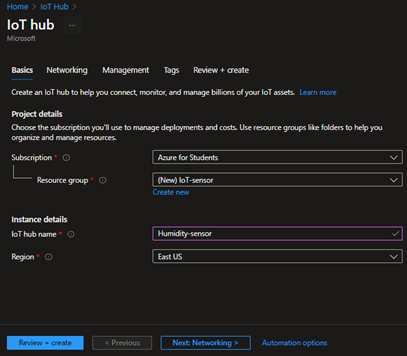 Home > IoT Hub >
IoT hub ...
Microsoft
Basics Networking Management Tags Review + create
Create an IoT hub to help you connect, monitor, and manage billions of your IoT assets. Learn more
Project details
Choose the subscription you'll use to manage deployments and costs. Use resource groups like folders to help you
organize and manage resources.
Subscription * Azure for Students
Resource group * (New) IoT-sensor
Create new
Instance details
IoT hub name * Humidity-sensor
Region * East US
Review + create < Previous Next: Networking > Automation options